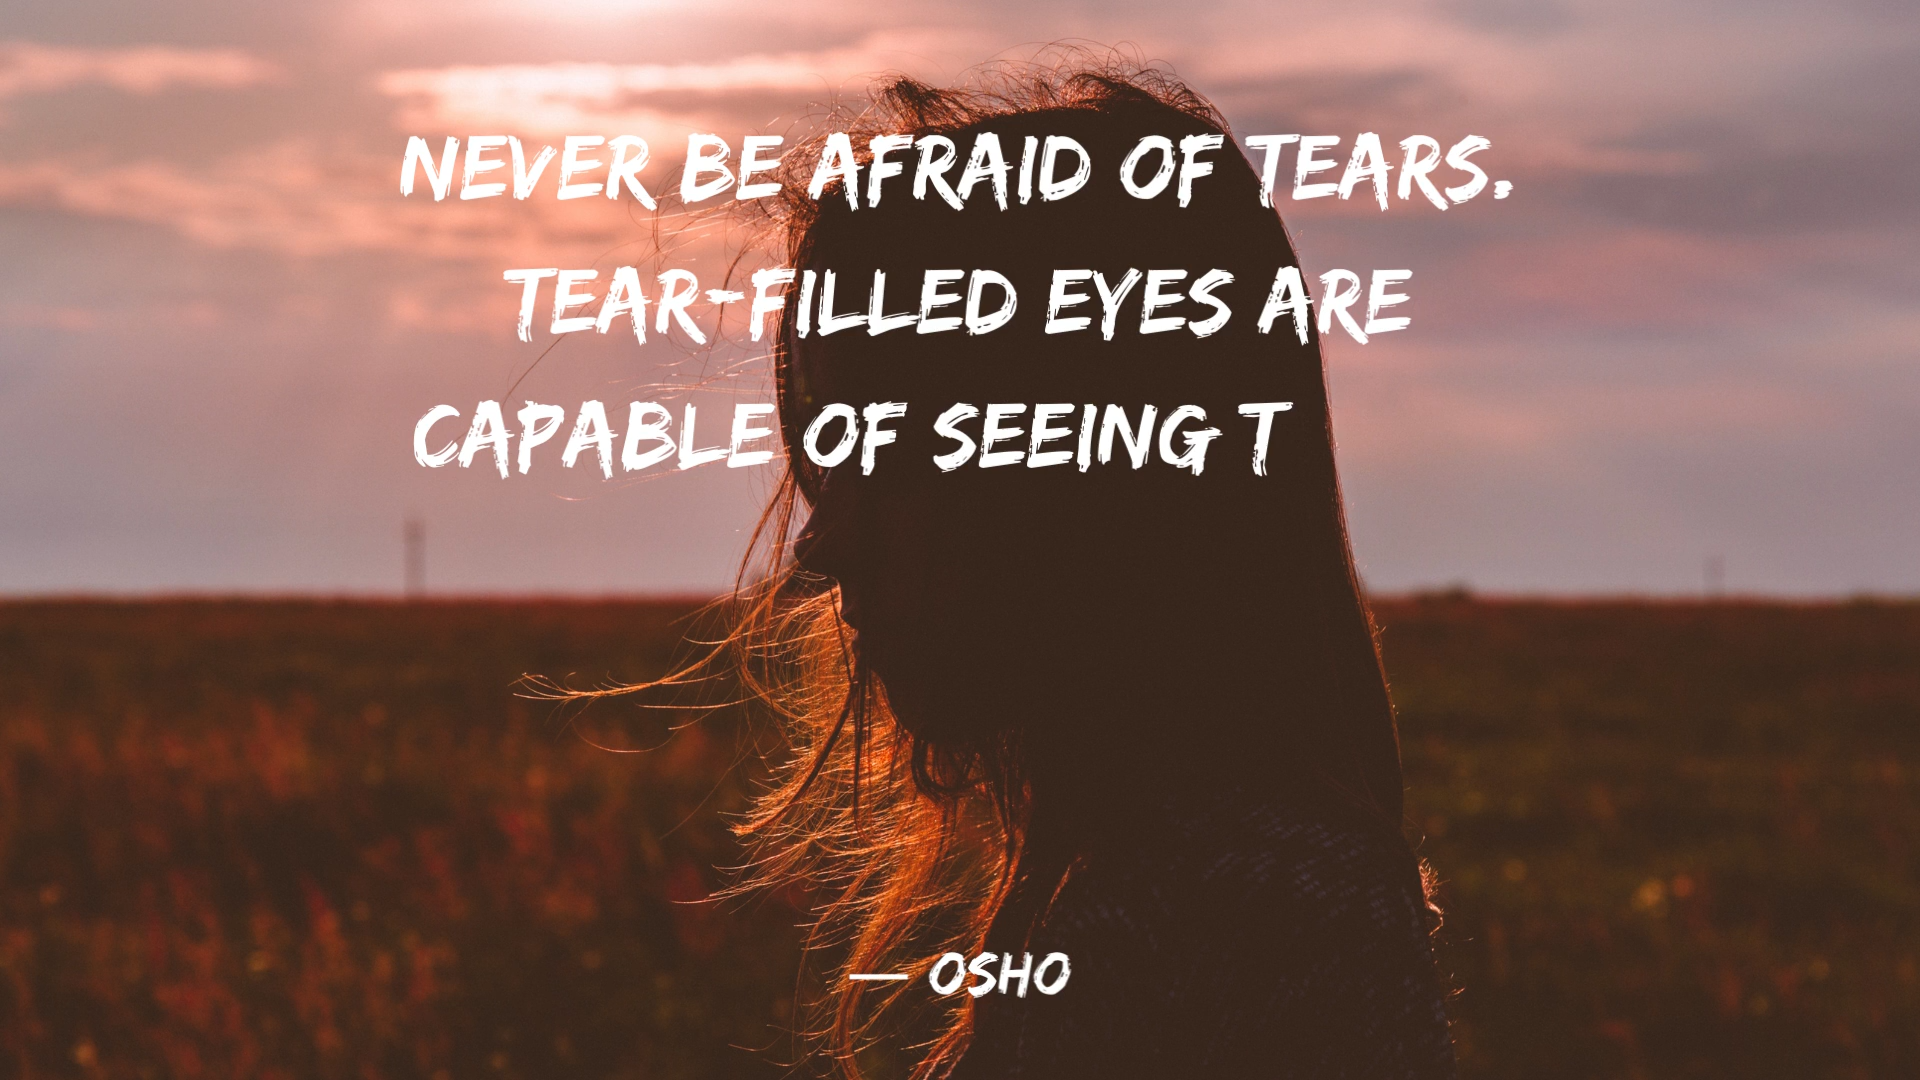 NEVER BE AFRAID OF TEARS.
TEAR-FILLED EYES ARE
CAPABLE OF SEEING T
— OSHO